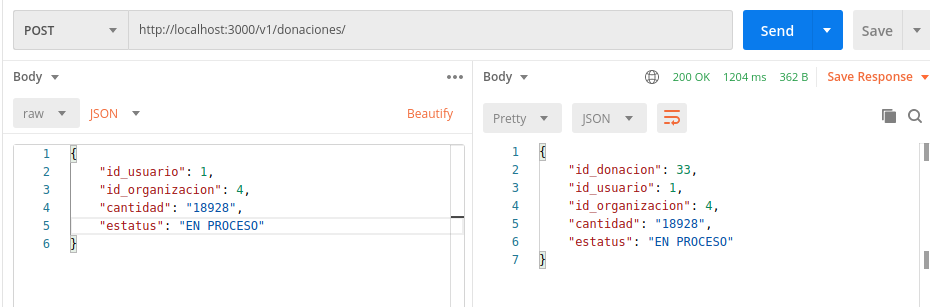 POST http://localhost:3000/v1/donaciones/ Send Save
Body ••• Body 200 OK 1204 ms 362 B Save Response
raw JSON Beautify Pretty JSON
1 {
2 "id_usuario": 1,
3 "id_organizacion": 4,
4 "cantidad": "18928",
5 "estatus": "EN PROCESO"
6 }
1 {
2 "id_donacion": 33,
3 "id_usuario": 1,
4 "id_organizacion": 4,
5 "cantidad": "18928",
6 "estatus": "EN PROCESO"
7 }